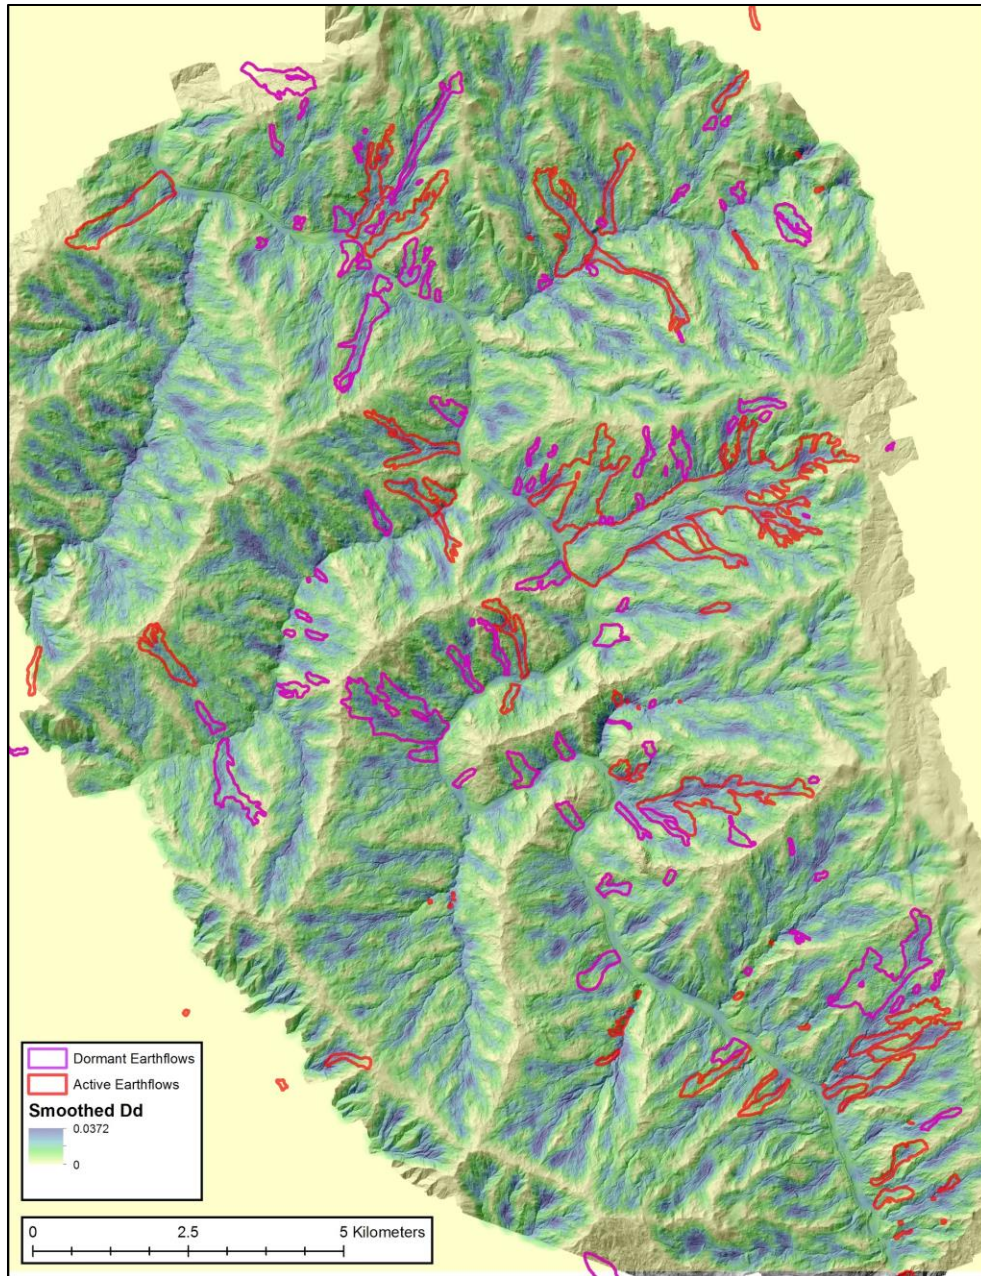 Dormant Earthflows
Active Earthflows
Smoothed Dd
0.0372
0
0 2.5 5 Kilometers